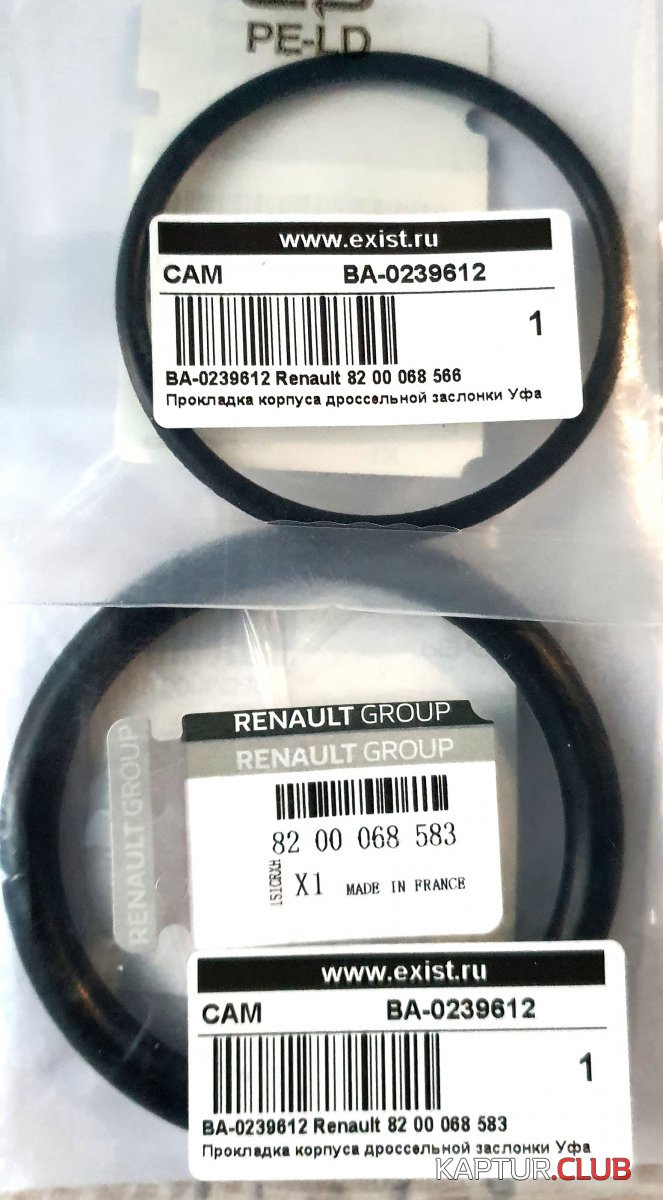 PE-LD
www.exist.ru
CAM BA-0239612
1
BA-0239612 Renault 82 00 068 566
Прокладка корпуса дроссельной заслонки Уфа
RENAULT GROUP
RENAULT GROUP
RENAULT GROUP
82 00 068 583
X1 MADE IN FRANCE
www.exist.ru
CAM BA-0239612
1
BA-0239612 Renault 82 00 068 583
Прокладка корпуса дроссельной заслонки Уфа
KAPTUR.CLUB